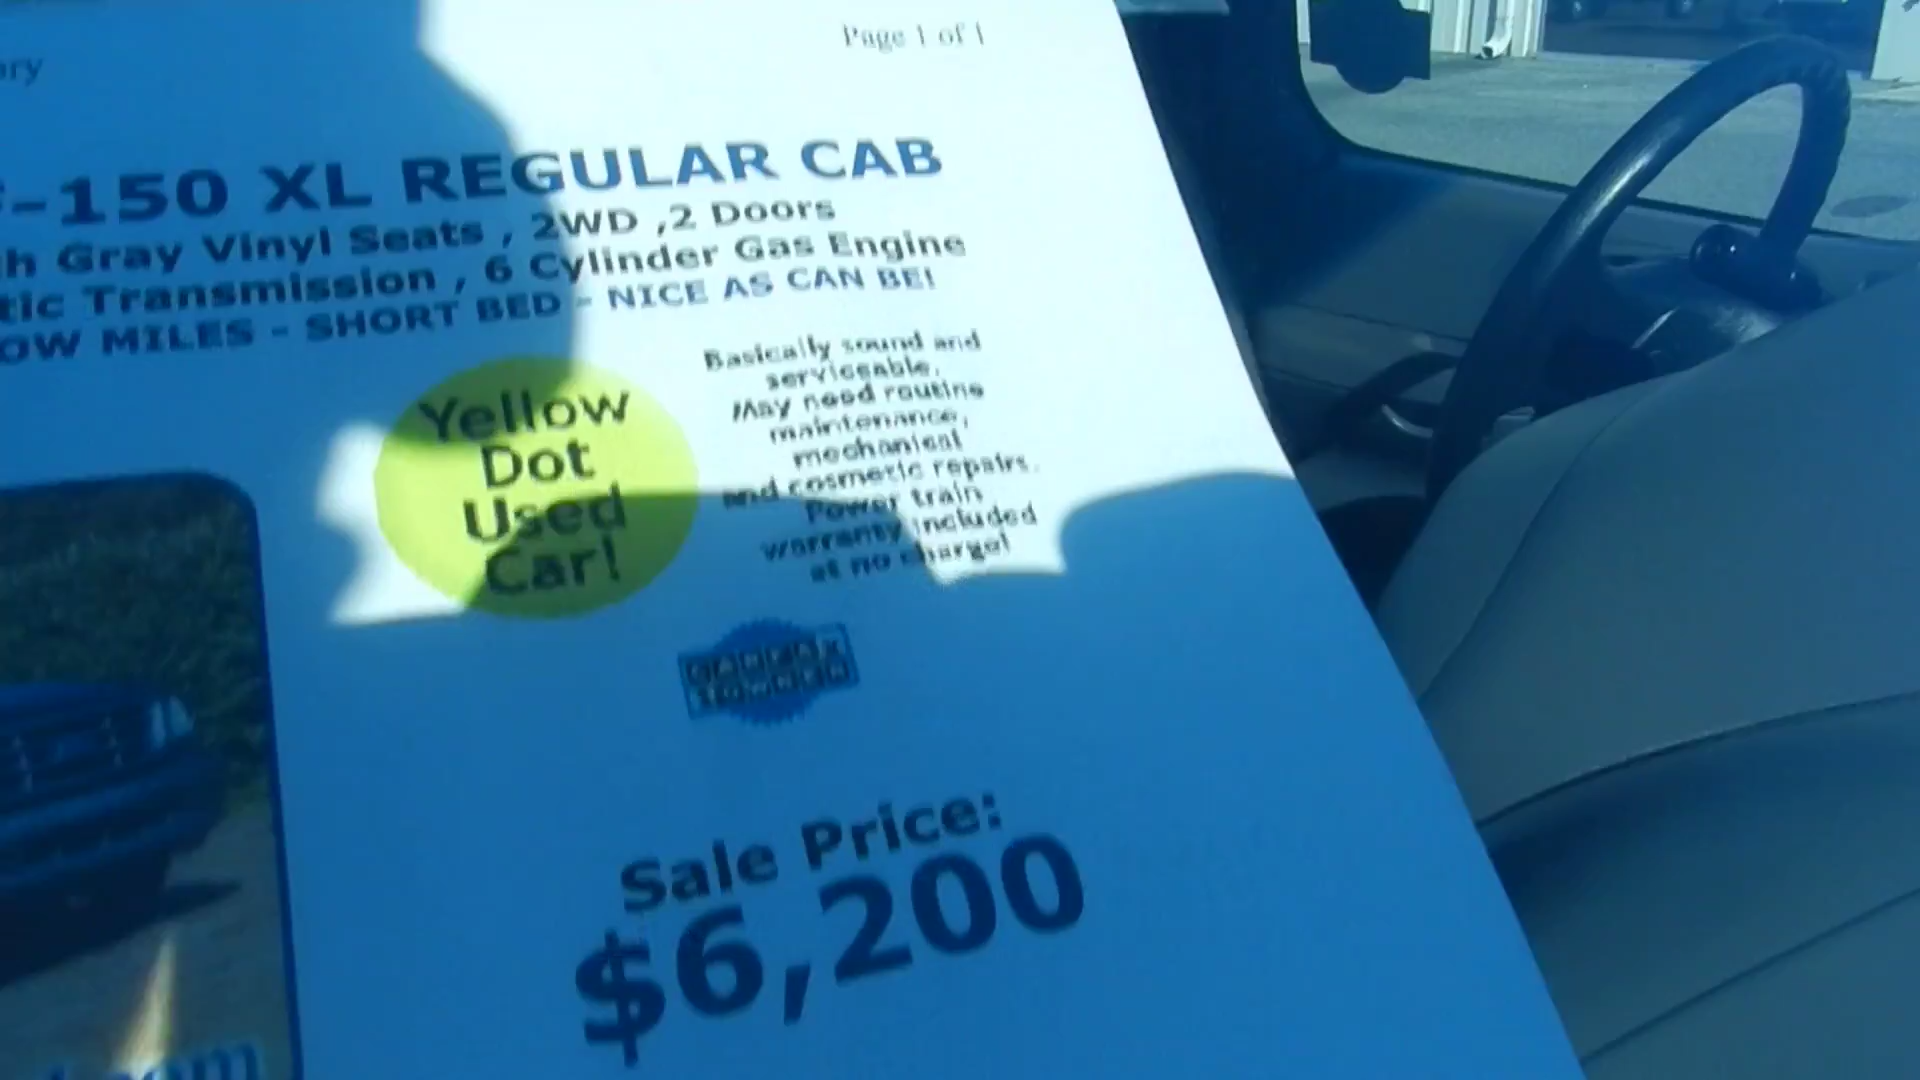 Page 1 of 1
ary
F-150 XL REGULAR CAB
h Gray Vinyl Seats , 2WD ,2 Doors
tic Transmission , 6 Cylinder Gas Engine
OW MILES - SHORT BED - NICE AS CAN BE!
Yellow
Dot
Used
Car!
Basically sound and
serviceable.
May need routine
maintenance,
mechanical
and cosmetic repairs.
Power train
warranty included
at no charge!
Sale Price:
$6,200